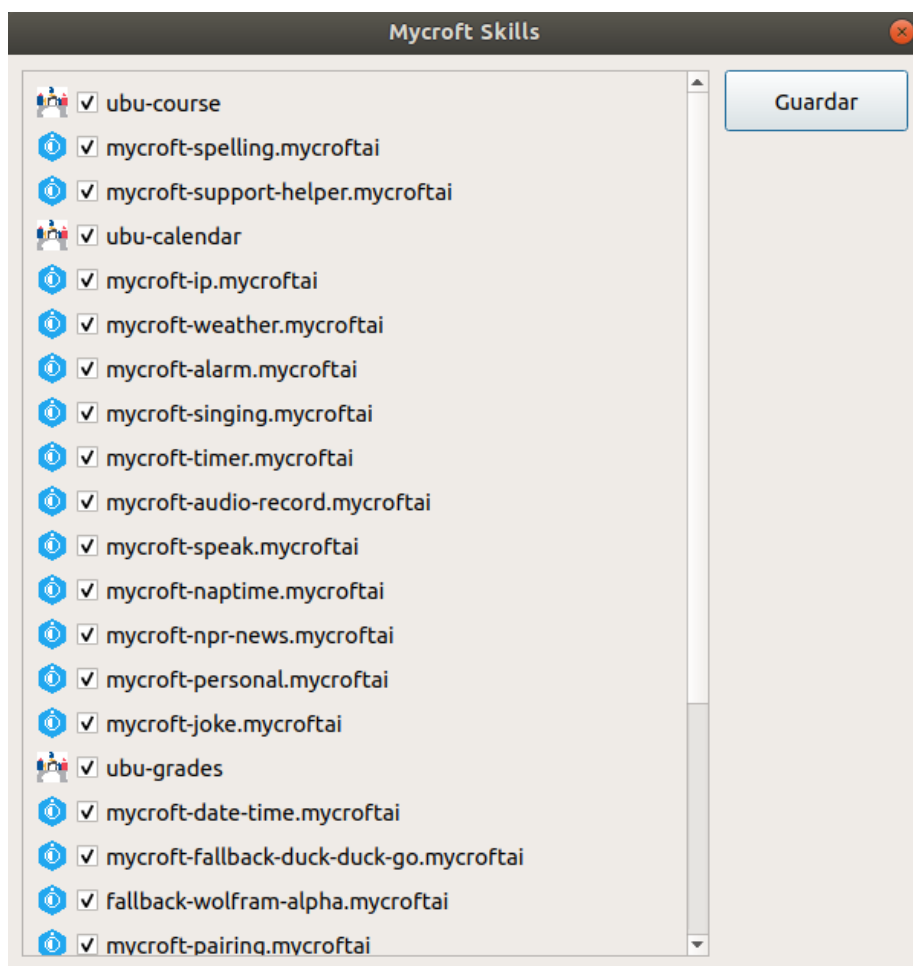 Mycroft Skills
ubu-course
Guardar
mycroft-spelling.mycroftai
mycroft-support-helper.mycroftai
ubu-calendar
mycroft-ip.mycroftai
mycroft-weather.mycroftai
mycroft-alarm.mycroftai
mycroft-singing.mycroftai
mycroft-timer.mycroftai
mycroft-audio-record.mycroftai
mycroft-speak.mycroftai
mycroft-naptime.mycroftai
mycroft-npr-news.mycroftai
mycroft-personal.mycroftai
mycroft-joke.mycroftai
ubu-grades
mycroft-date-time.mycroftai
mycroft-fallback-duck-duck-go.mycroftai
fallback-wolfram-alpha.mycroftai
mycroft-pairing.mycroftai